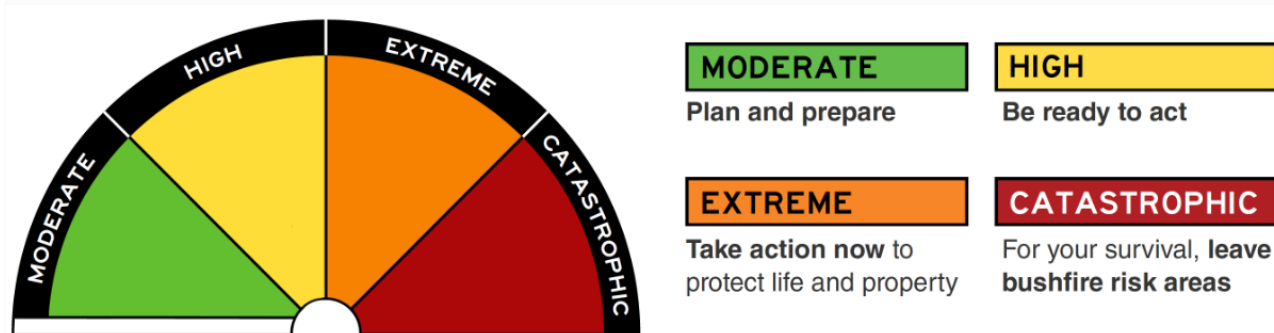 MODERATE
HIGH
EXTREME
CATASTROPHIC
MODERATE
Plan and prepare
HIGH
Be ready to act
EXTREME
Take action now to
protect life and property
CATASTROPHIC
For your survival, leave
bushfire risk areas